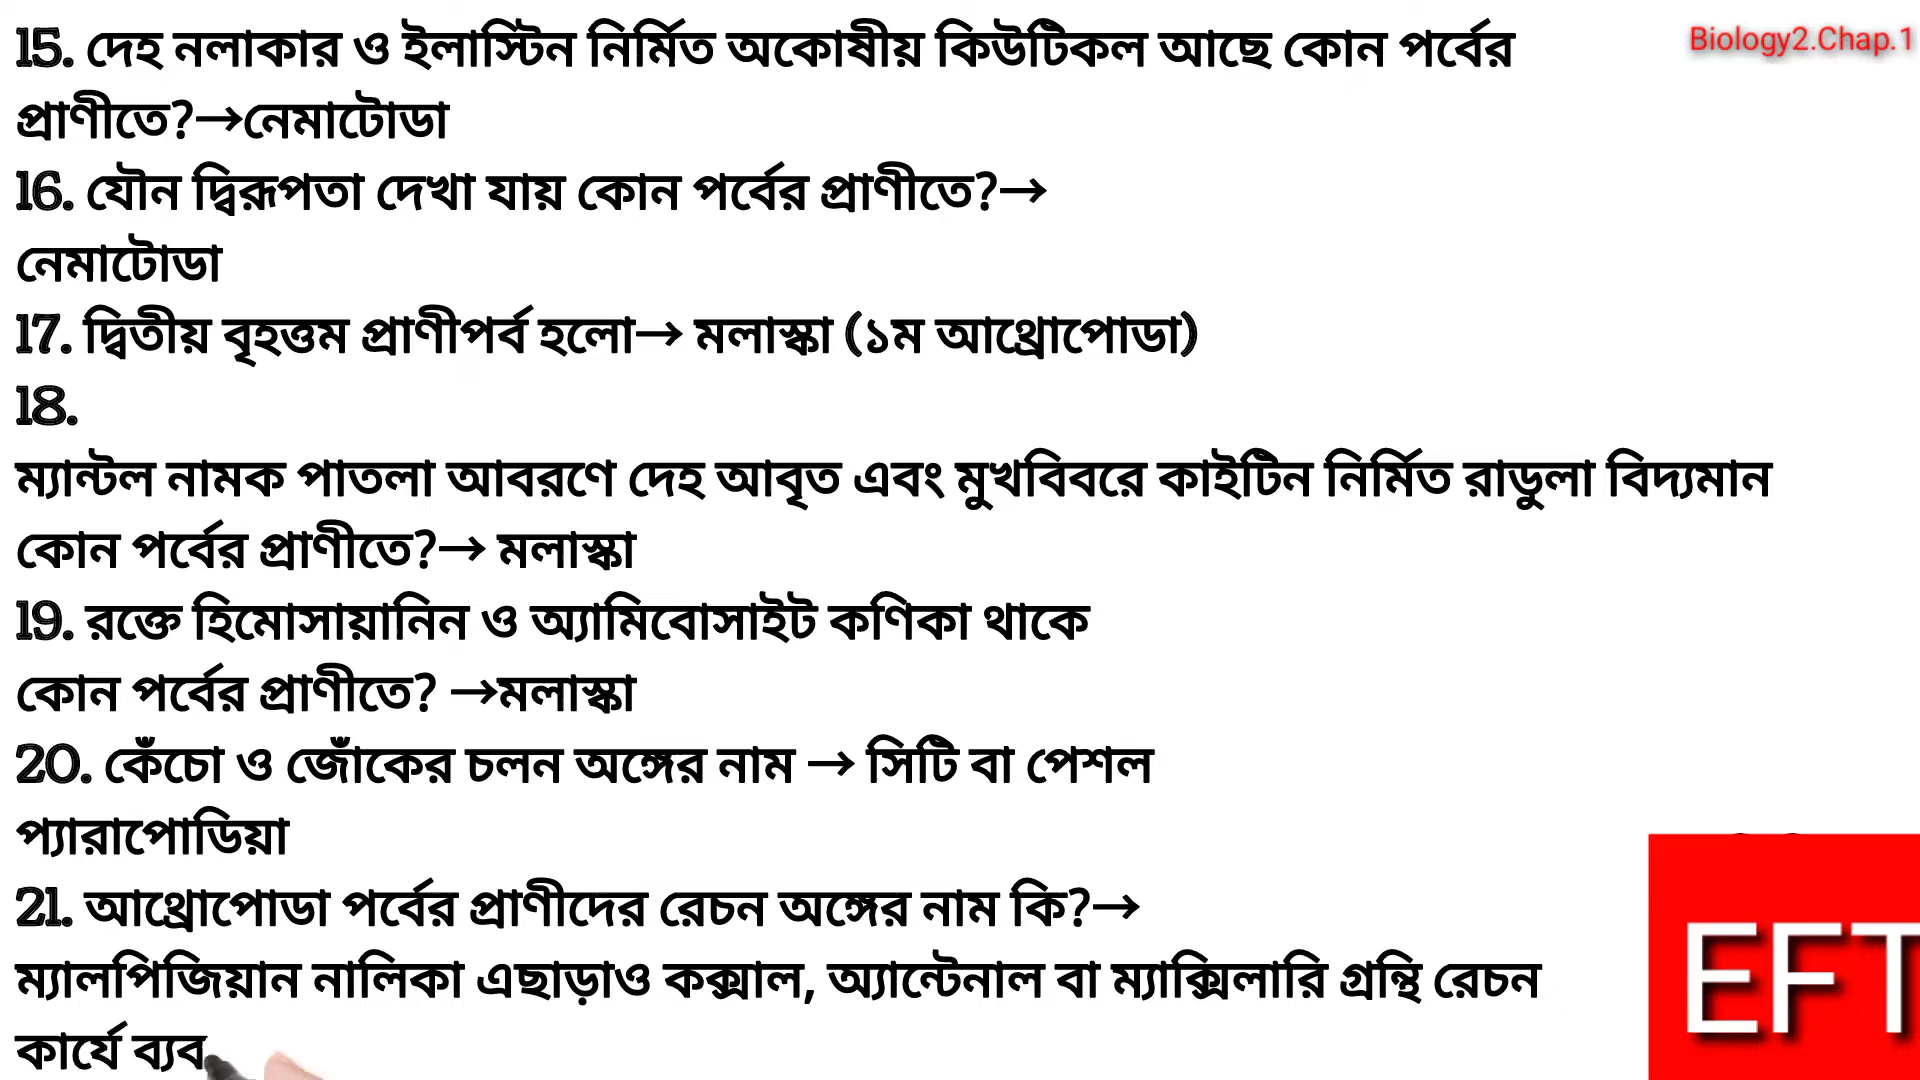 15. দেহ নলাকার ও ইলাস্টিন নির্মিত অকোষীয় কিউটিকল আছে কোন পর্বের
Biology2.Chap.1
প্রাণীতে?→নেমাটোডা
16. যৌন দ্বিরূপতা দেখা যায় কোন পর্বের প্রাণীতে?→
নেমাটোডা
17. দ্বিতীয় বৃহত্তম প্রাণীপর্ব হলো→ মলাস্কা (১ম আর্থ্রোপোডা)
18.
ম্যান্টল নামক পাতলা আবরণে দেহ আবৃত এবং মুখবিবরে কাইটিন নির্মিত রাডুলা বিদ্যমান
কোন পর্বের প্রাণীতে?→ মলাস্কা
19. রক্তে হিমোসায়ানিন ও অ্যামিবোসাইট কণিকা থাকে
কোন পর্বের প্রাণীতে? →মলাস্কা
20. কেঁচো ও জোঁকের চলন অঙ্গের নাম → সিটি বা পেশল
প্যারাপোডিয়া
21. আর্থ্রোপোডা পর্বের প্রাণীদের রেচন অঙ্গের নাম কি?→
ম্যালপিজিয়ান নালিকা এছাড়াও কক্সাল, অ্যান্টেনাল বা ম্যাক্সিলারি গ্রন্থি রেচন
কার্যে ব্যব
EFT